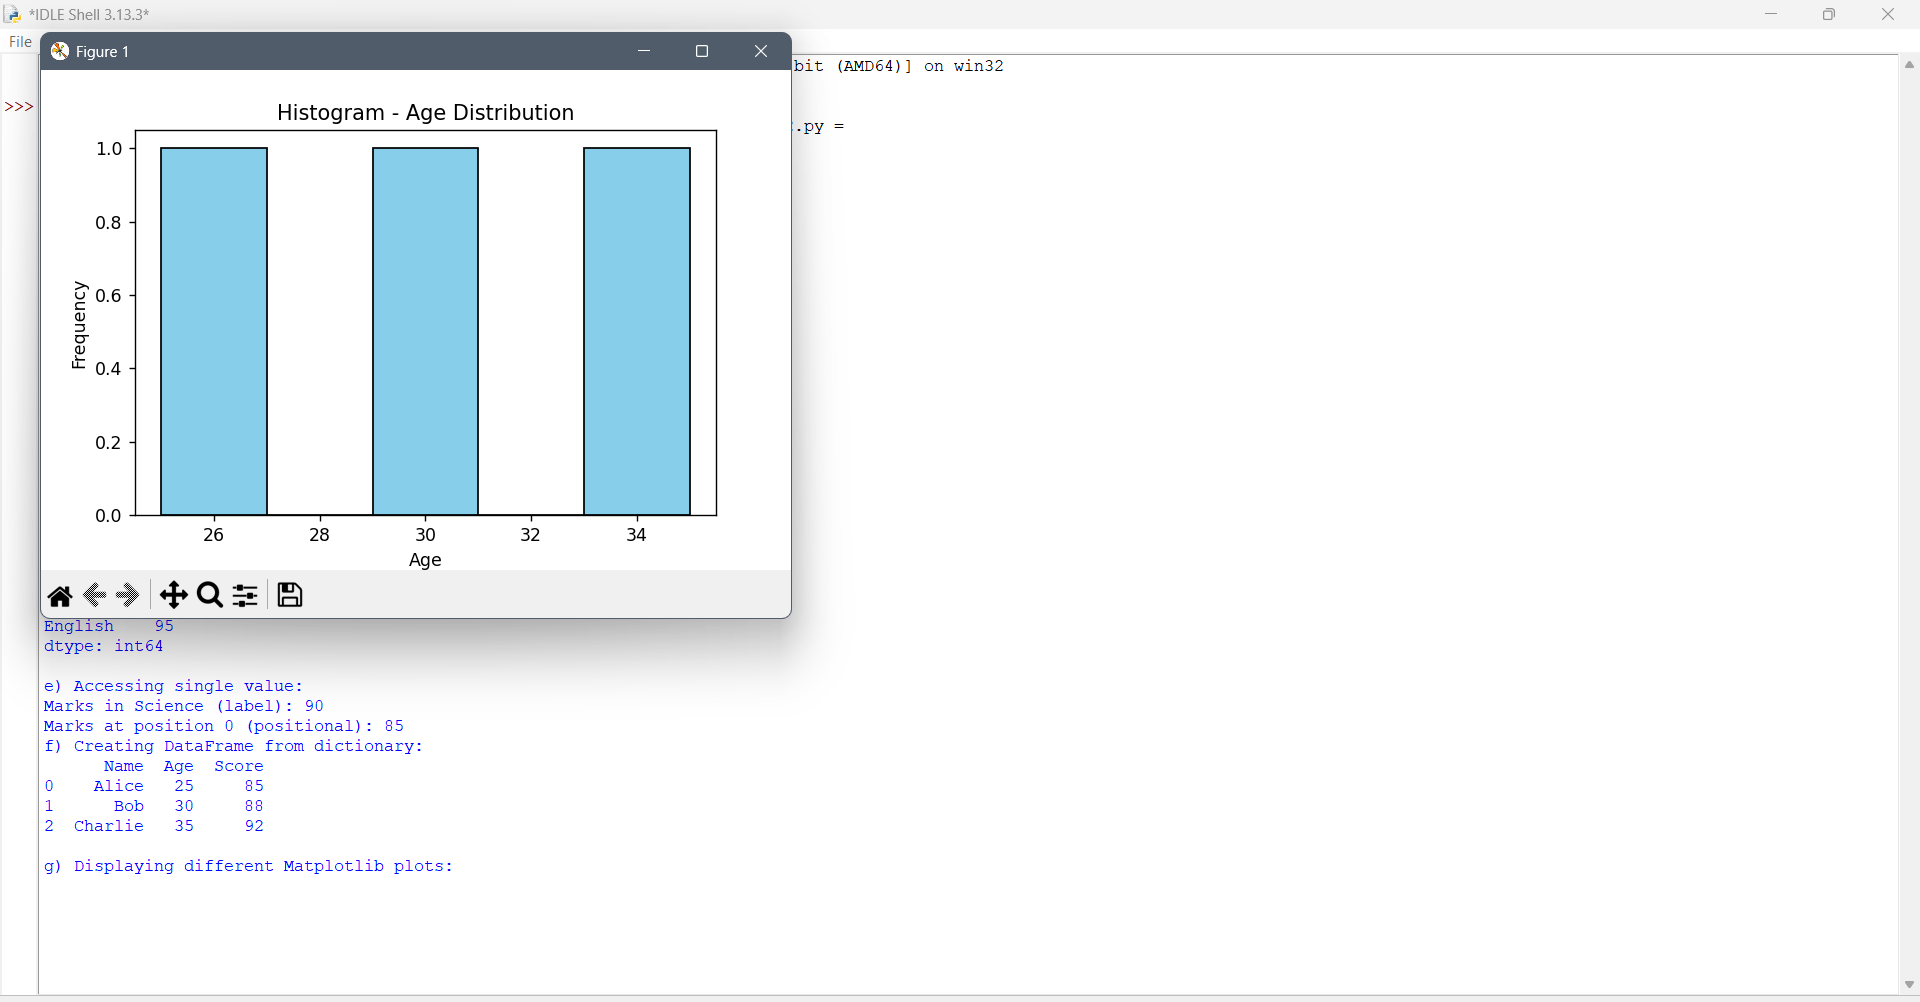 *IDLE Shell 3.13.3*
File
Figure 1
bit (AMD64)] on win32
>>>
.py =
Histogram - Age Distribution
1.0
0.8
0.6
0.4
0.2
0.0
Frequency
26 28 30 32 34
Age
English    95
dtype: int64
e) Accessing single value:
Marks in Science (label): 90
Marks at position 0 (positional): 85
f) Creating DataFrame from dictionary:
      Name  Age  Score
0    Alice   25     85
1      Bob   30     88
2  Charlie   35     92
g) Displaying different Matplotlib plots: